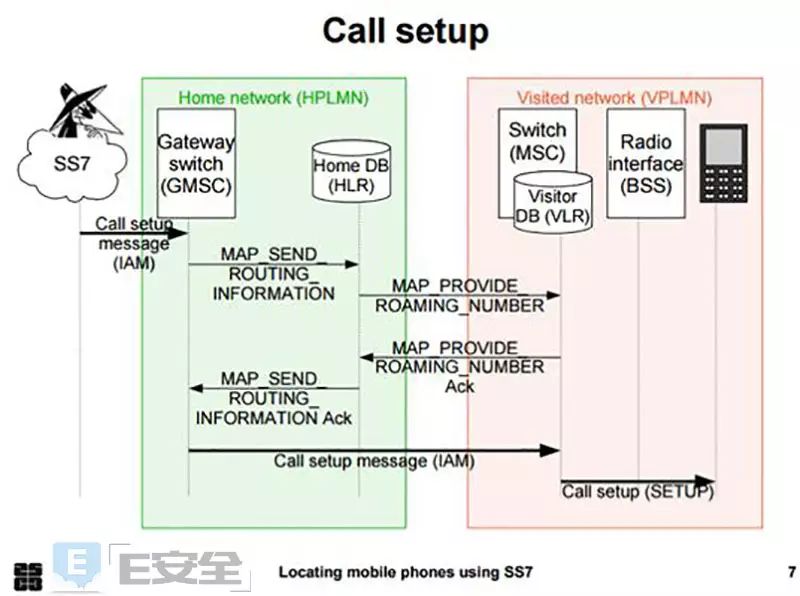 Call setup
Home network (HPLMN)
Visited network (VPLMN)
SS7
Gateway
switch
(GMSC)
Home DB
(HLR)
Switch
(MSC)
Visitor
DB (VLR)
Radio
interface
(BSS)
Call setup
message
(IAM)
MAP_SEND_
ROUTING_
INFORMATION
MAP_PROVIDE_
ROAMING_NUMBER
MAP_PROVIDE_
ROAMING_NUMBER
Ack
MAP_SEND_
ROUTING_
INFORMATION Ack
Call setup message (IAM)
Call setup (SETUP)
E安全
Locating mobile phones using SS7
7